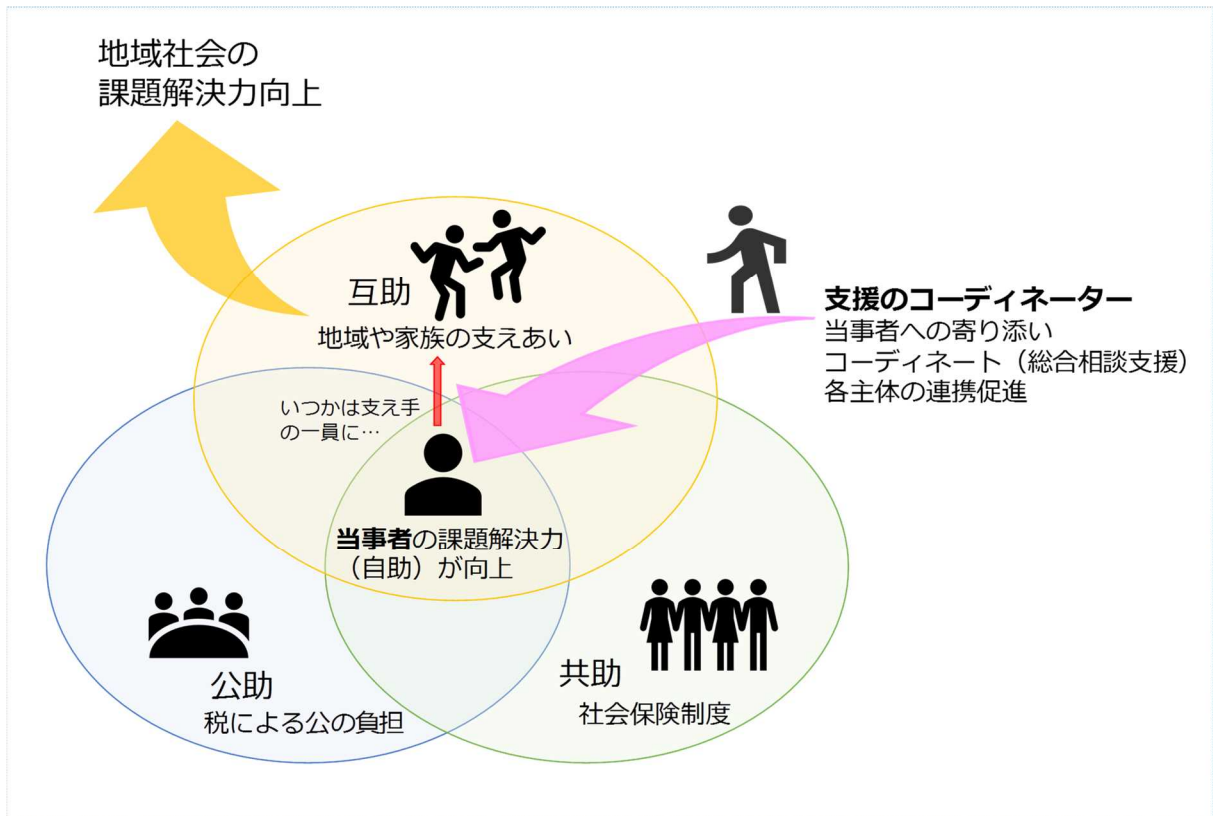 地域社会の
課題解決力向上
互助
地域や家族の支えあい
支援のコーディネーター
当事者への寄り添い
コーディネート（総合相談支援）
各主体の連携促進
いつかは支え手
の一員に…
当事者の課題解決力
（自助）が向上
公助
税による公の負担
共助
社会保険制度